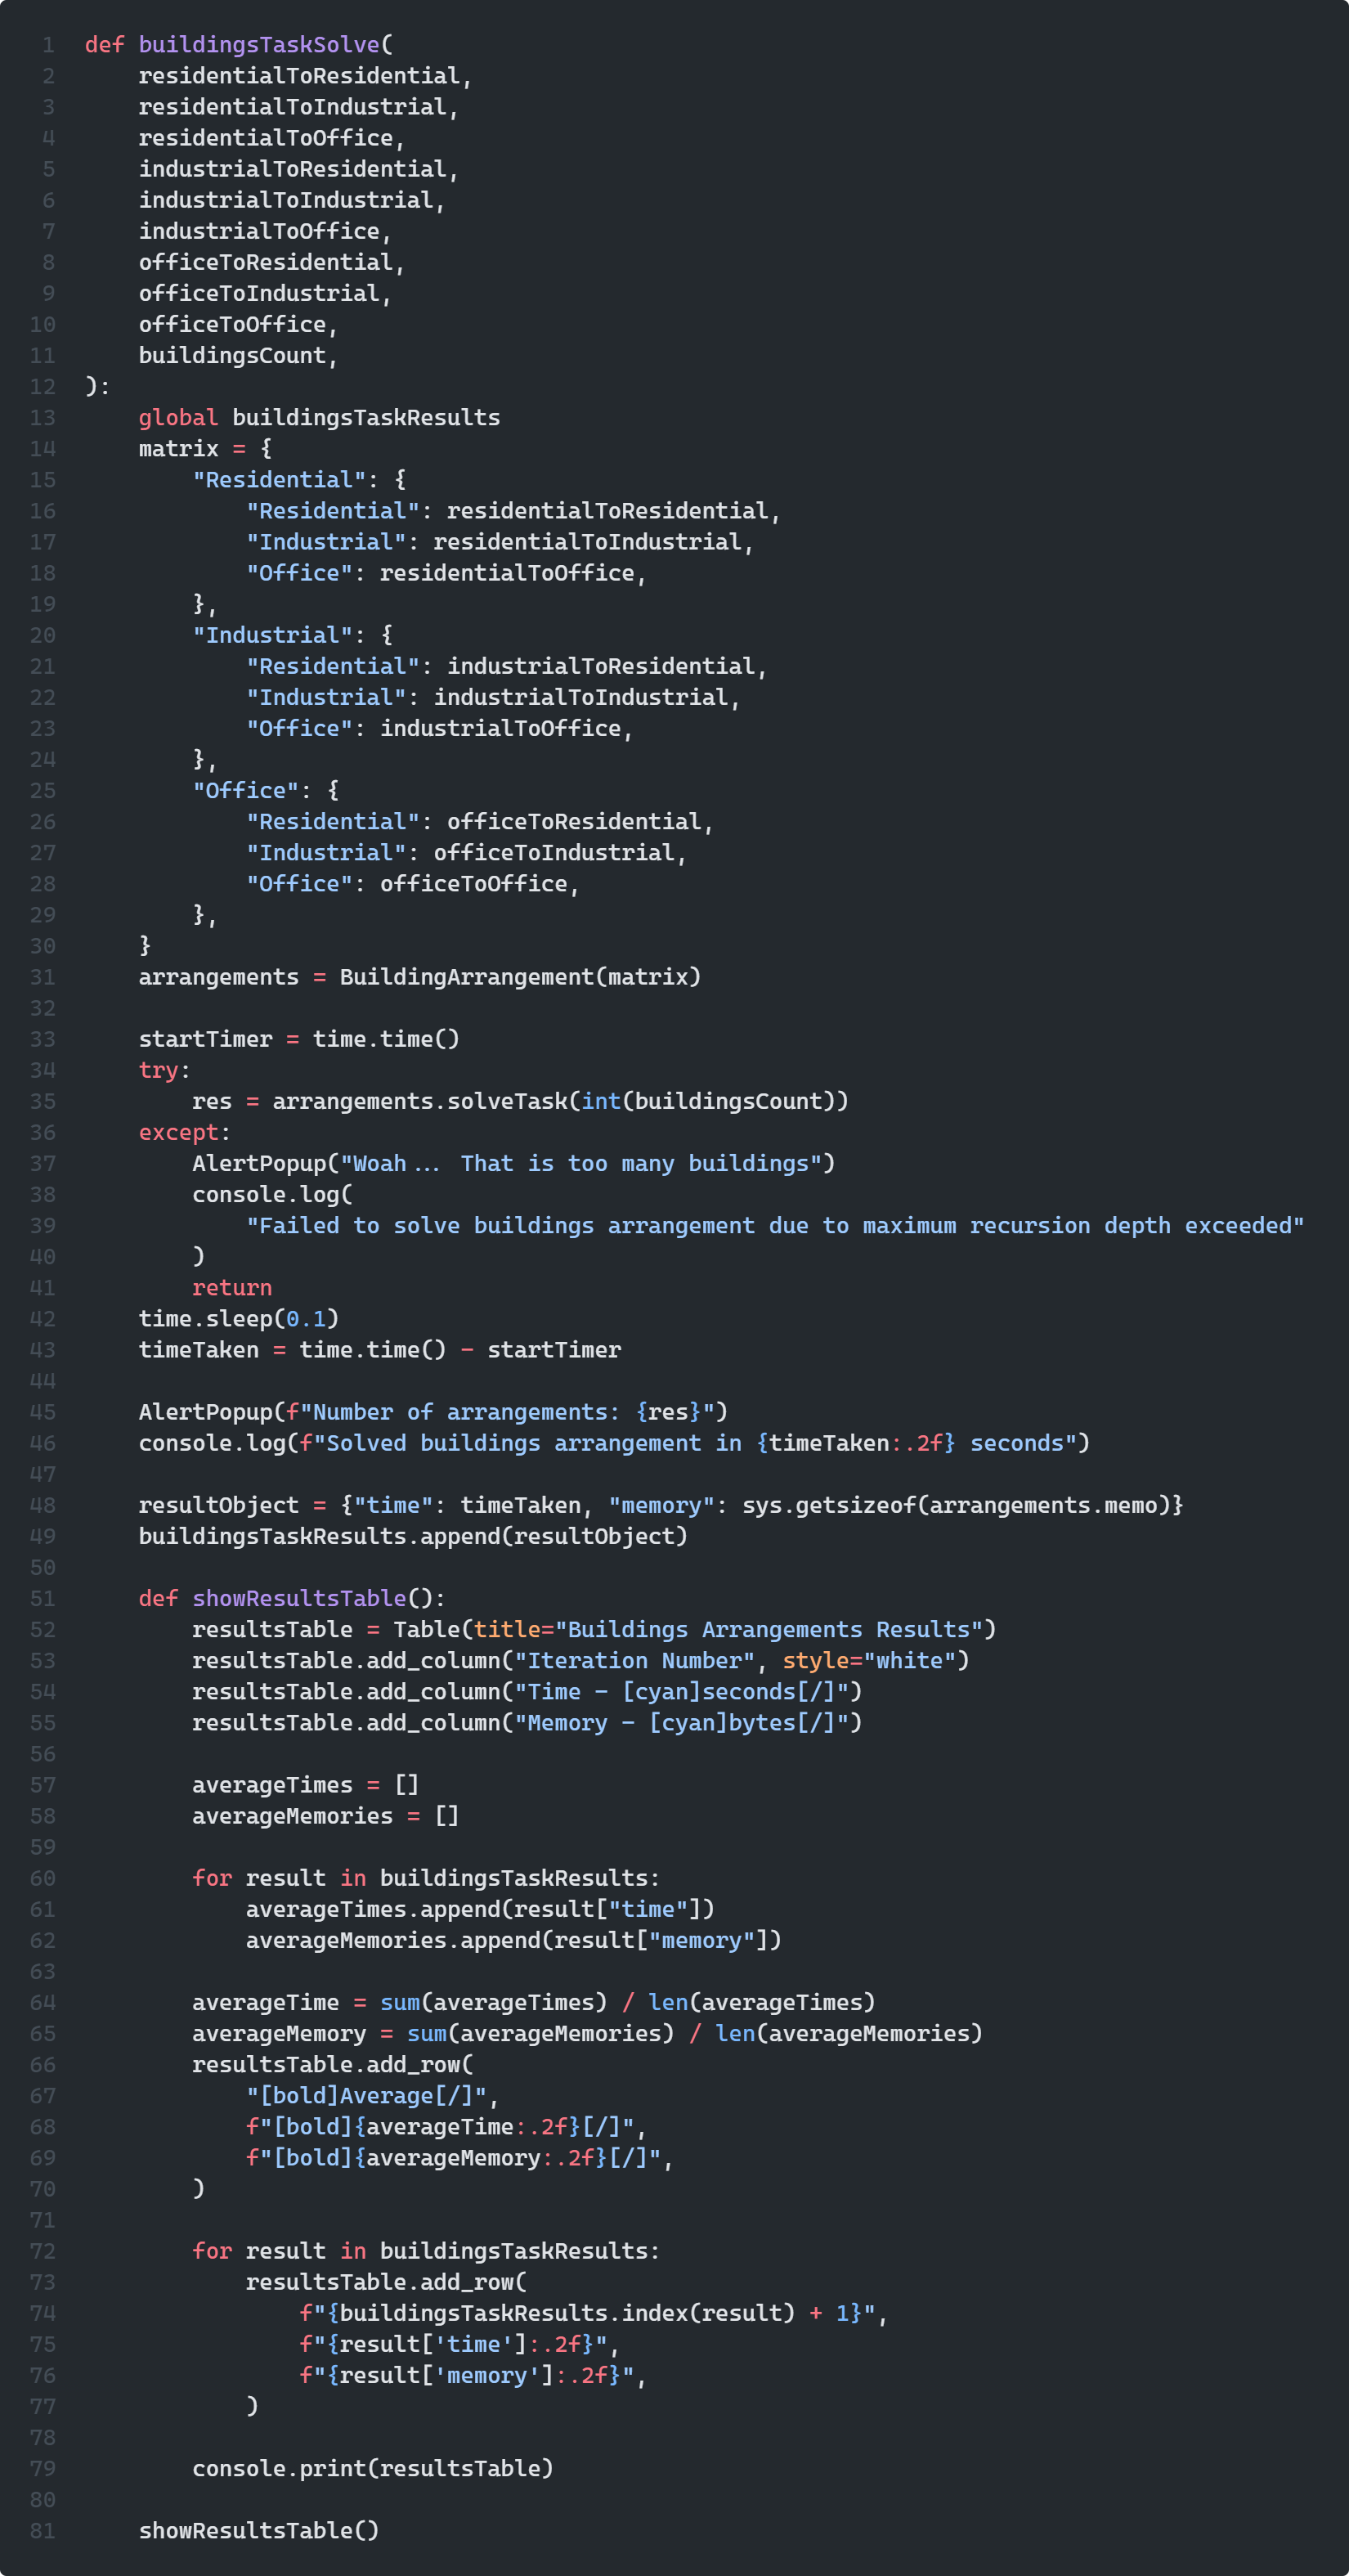 1 def buildingsTaskSolve(
2     residentialToResidential,
3     residentialToIndustrial,
4     residentialToOffice,
5     industrialToResidential,
6     industrialToIndustrial,
7     industrialToOffice,
8     officeToResidential,
9     officeToIndustrial,
10     officeToOffice,
11     buildingsCount,
12 ):
13     global buildingsTaskResults
14     matrix = {
15         "Residential": {
16             "Residential": residentialToResidential,
17             "Industrial": residentialToIndustrial,
18             "Office": residentialToOffice,
19         },
20         "Industrial": {
21             "Residential": industrialToResidential,
22             "Industrial": industrialToIndustrial,
23             "Office": industrialToOffice,
24         },
25         "Office": {
26             "Residential": officeToResidential,
27             "Industrial": officeToIndustrial,
28             "Office": officeToOffice,
29         },
30     }
31     arrangements = BuildingArrangement(matrix)
32
33     startTimer = time.time()
34     try:
35         res = arrangements.solveTask(int(buildingsCount))
36     except:
37         AlertPopup("Woah... That is too many buildings")
38         console.log(
39             "Failed to solve buildings arrangement due to maximum recursion depth exceeded"
40         )
41         return
42     time.sleep(0.1)
43     timeTaken = time.time() - startTimer
44
45     AlertPopup(f"Number of arrangements: {res}")
46     console.log(f"Solved buildings arrangement in {timeTaken:.2f} seconds")
47
48     resultObject = {"time": timeTaken, "memory": sys.getsizeof(arrangements.memo)}
49     buildingsTaskResults.append(resultObject)
50
51     def showResultsTable():
52         resultsTable = Table(title="Buildings Arrangements Results")
53         resultsTable.add_column("Iteration Number", style="white")
54         resultsTable.add_column("Time - [cyan]seconds[/]")
55         resultsTable.add_column("Memory - [cyan]bytes[/]")
56
57         averageTimes = []
58         averageMemories = []
59
60         for result in buildingsTaskResults:
61             averageTimes.append(result["time"])
62             averageMemories.append(result["memory"])
63
64         averageTime = sum(averageTimes) / len(averageTimes)
65         averageMemory = sum(averageMemories) / len(averageMemories)
66         resultsTable.add_row(
67             "[bold]Average[/]",
68             f"[bold]{averageTime:.2f}[/]",
69             f"[bold]{averageMemory:.2f}[/]",
70         )
71
72         for result in buildingsTaskResults:
73             resultsTable.add_row(
74                 f"{buildingsTaskResults.index(result) + 1}",
75                 f"{result['time']:.2f}",
76                 f"{result['memory']:.2f}",
77             )
78
79         console.print(resultsTable)
80
81     showResultsTable()